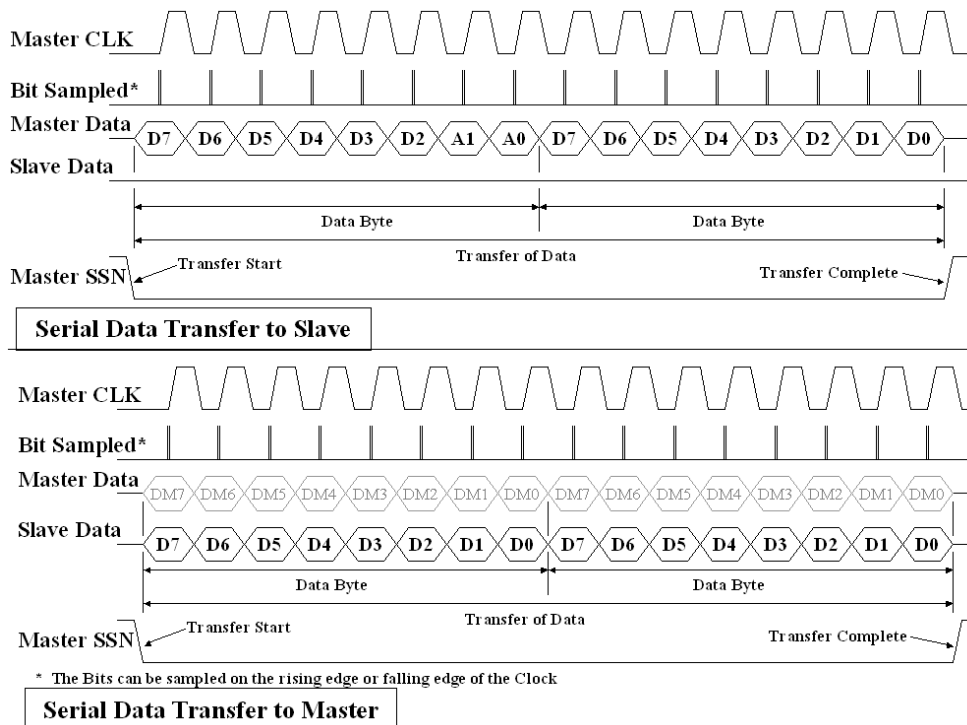 Master CLK
Bit Sampled*
Master Data
D7 D6 D5 D4 D3 D2 A1 A0 D7 D6 D5 D4 D3 D2 D1 D0
Slave Data
Data Byte Data Byte
Transfer of Data
Master SSN
Transfer Start
Transfer Complete
Serial Data Transfer to Slave
Master CLK
Bit Sampled*
Master Data
DM7 DM6 DM5 DM4 DM3 DM2 DM1 DM0 DM7 DM6 DM5 DM4 DM3 DM2 DM1 DM0
Slave Data
D7 D6 D5 D4 D3 D2 D1 D0 D7 D6 D5 D4 D3 D2 D1 D0
Data Byte Data Byte
Transfer of Data
Master SSN
Transfer Start
Transfer Complete
* The Bits can be sampled on the rising edge or falling edge of the Clock
Serial Data Transfer to Master